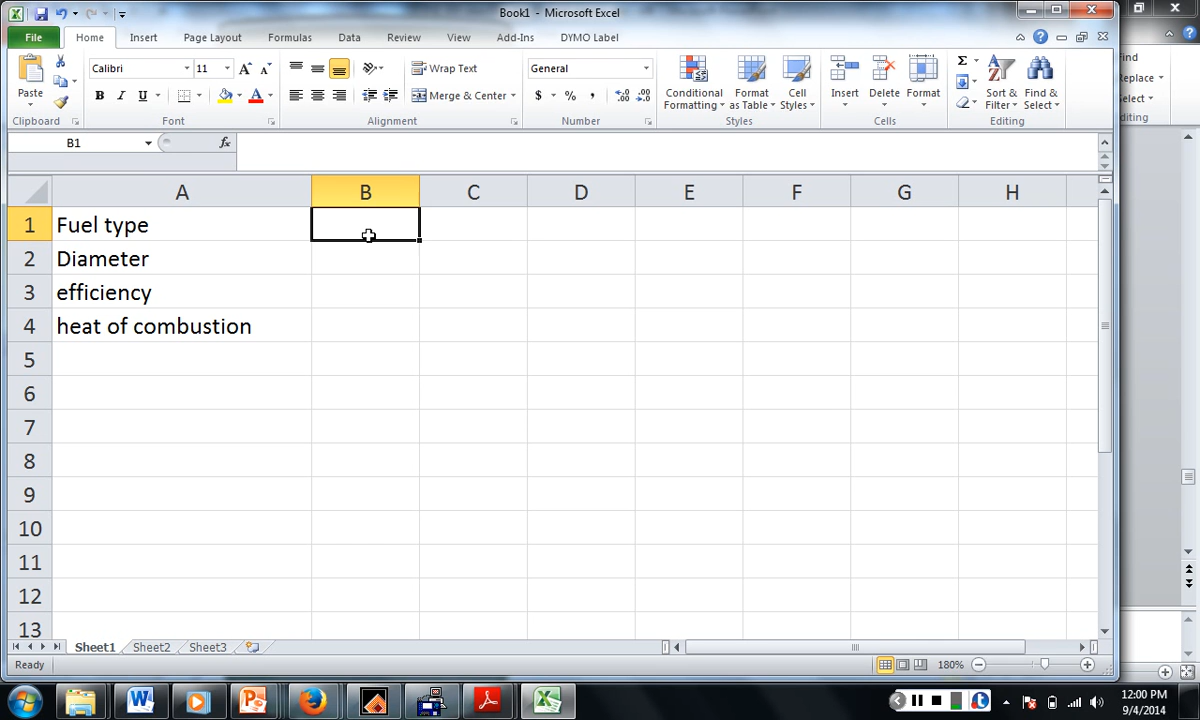 Book1 - Microsoft Excel
File Home Insert Page Layout Formulas Data Review View Add-Ins DYMO Label
Calibri 11 Wrap Text General
Paste Merge & Center Conditional Formatting Format as Table Cell Styles Insert Delete Format Sort & Filter Find & Select
Clipboard Font Alignment Number Styles Cells Editing
B1 fx
A B C D E F G H
1 Fuel type
2 Diameter
3 efficiency
4 heat of combustion
5
6
7
8
9
10
11
12
13
Sheet1 Sheet2 Sheet3
Ready 180%
12:00 PM
9/4/2014